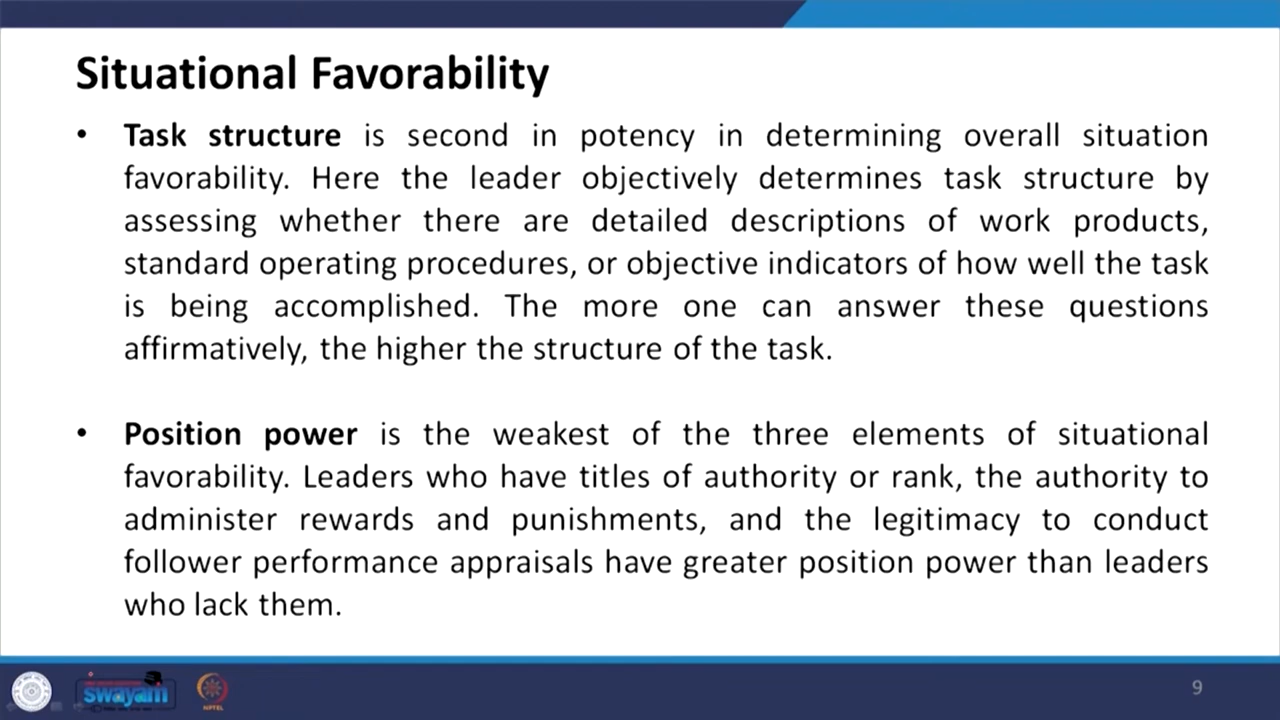 Situational Favorability
• Task structure is second in potency in determining overall situation
favorability. Here the leader objectively determines task structure by
assessing whether there are detailed descriptions of work products,
standard operating procedures, or objective indicators of how well the task
is being accomplished. The more one can answer these questions
affirmatively, the higher the structure of the task.
• Position power is the weakest of the three elements of situational
favorability. Leaders who have titles of authority or rank, the authority to
administer rewards and punishments, and the legitimacy to conduct
follower performance appraisals have greater position power than leaders
who lack them.
swayam
NPTEL
9